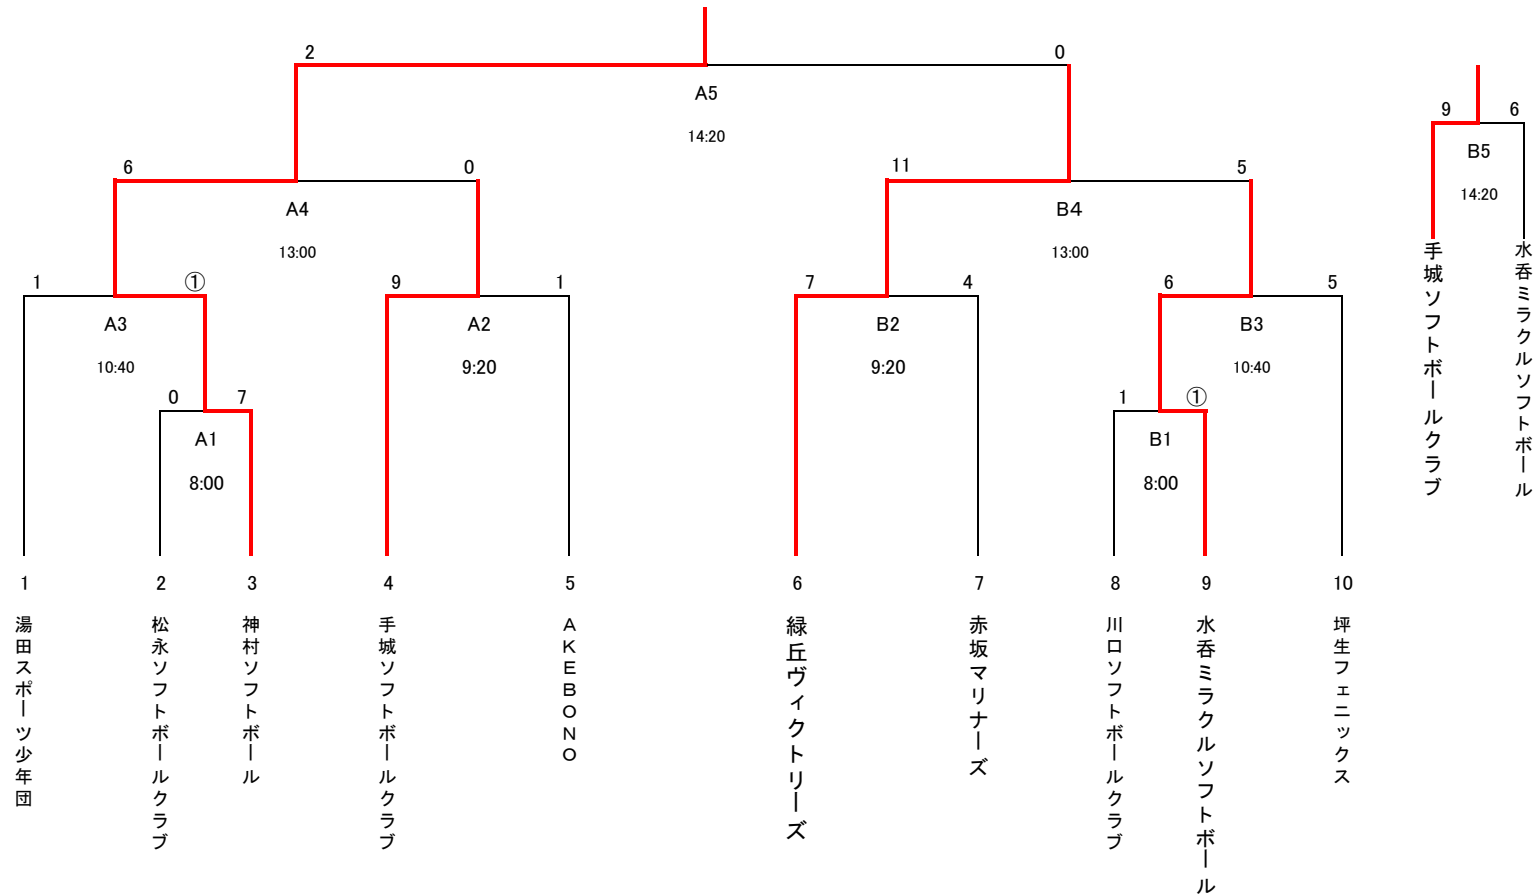 2 0
A5
14:20
9 6
B5
14:20
手城ソフトボールクラブ
水呑ミラクルソフトボール
6 0
A4
13:00
11 5
B4
13:00
1 ①
A3
10:40
9 1
A2
9:20
7 4
B2
9:20
6 5
B3
10:40
0 7
A1
8:00
1 ①
B1
8:00
1 2 3 4 5 6 7 8 9 10
湯田スポーツ少年団
松永ソフトボールクラブ
神村ソフトボール
手城ソフトボールクラブ
ＡＫＥＢＯＮＯ
緑丘ヴィクトリーズ
赤坂マリナーズ
川口ソフトボールクラブ
水呑ミラクルソフトボール
坪生フェニックス